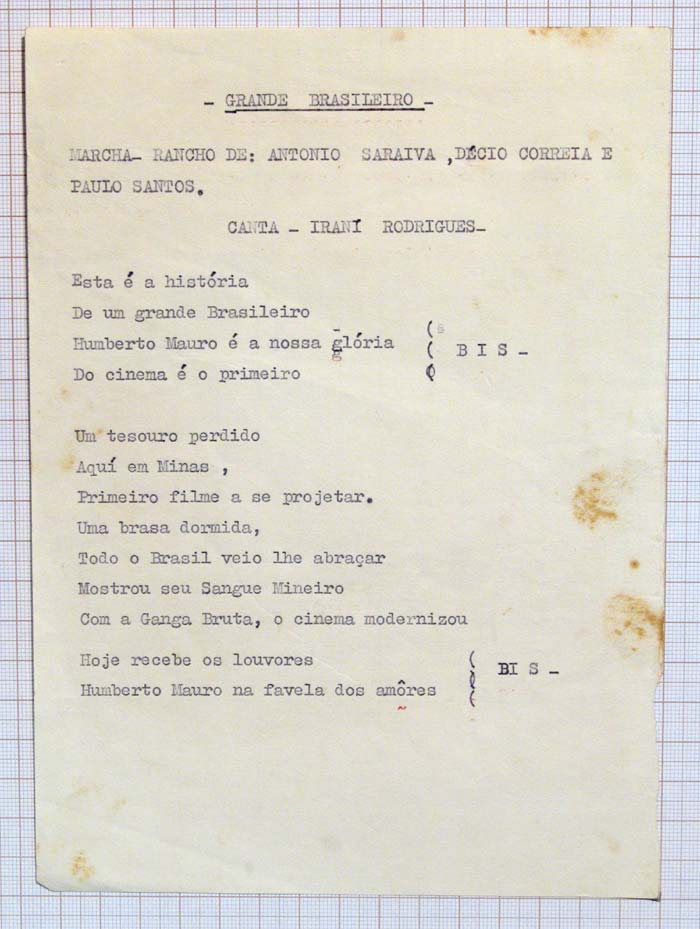 - GRANDE BRASILEIRO -
MARCHA- RANCHO DE: ANTONIO SARAIVA ,DÉCIO CORREIA E
PAULO SANTOS.
CANTA - IRANÍ RODRIGUES-
Esta é a história
De um grande Brasileiro
Humberto Mauro é a nossa glória ( B I S -
Do cinema é o primeiro
Um tesouro perdido
Aquí em Minas ,
Primeiro filme a se projetar.
Uma brasa dormida,
Todo o Brasil veio lhe abraçar
Mostrou seu Sangue Mineiro
Com a Ganga Bruta, o cinema modernizou
Hoje recebe os louvores ( BI S -
Humberto Mauro na favela dos amôres (